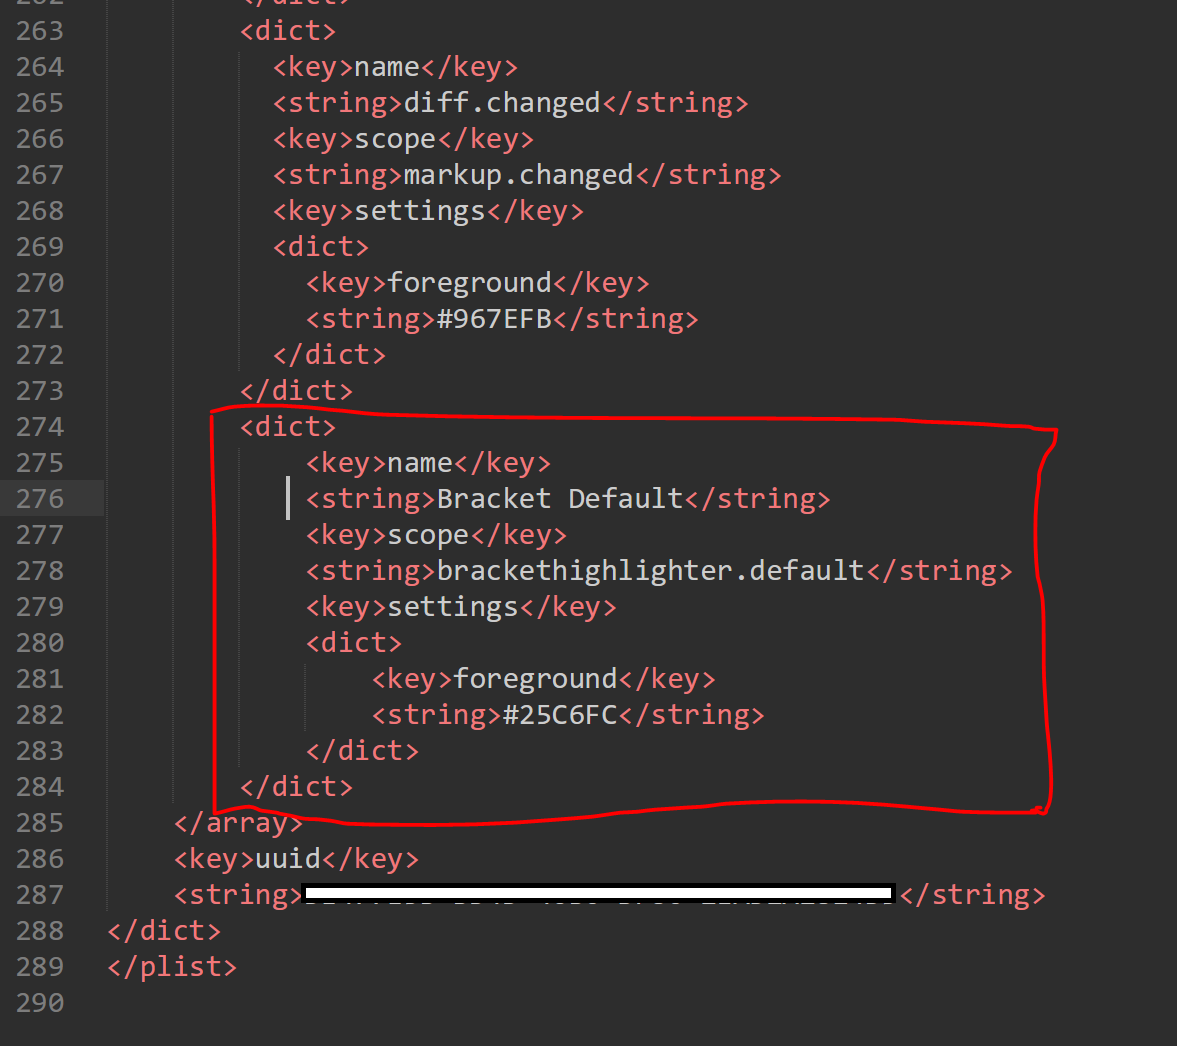 262 </dict>
263 <dict>
264 <key>name</key>
265 <string>diff.changed</string>
266 <key>scope</key>
267 <string>markup.changed</string>
268 <key>settings</key>
269 <dict>
270 <key>foreground</key>
271 <string>#967EFB</string>
272 </dict>
273 </dict>
274 <dict>
275 <key>name</key>
276 <string>Bracket Default</string>
277 <key>scope</key>
278 <string>brackethighlighter.default</string>
279 <key>settings</key>
280 <dict>
281 <key>foreground</key>
282 <string>#25C6FC</string>
283 </dict>
284 </dict>
285 </array>
286 <key>uuid</key>
287 <string></string>
288 </dict>
289 </plist>
290